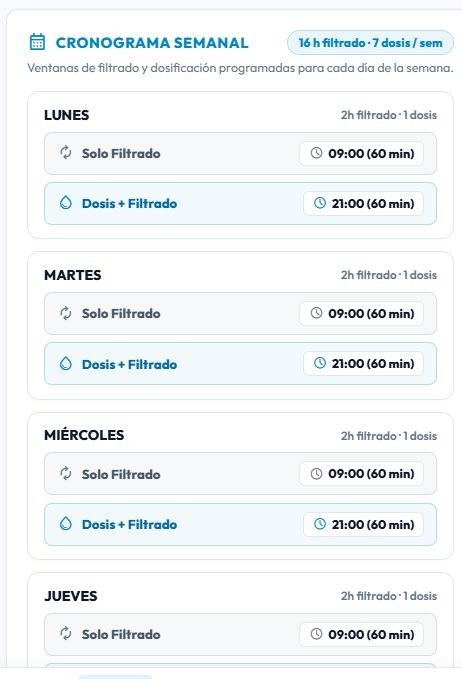 CRONOGRAMA SEMANAL
16 h filtrado · 7 dosis / sem
Ventanas de filtrado y dosificación programadas para cada día de la semana.
LUNES
2h filtrado · 1 dosis
Solo Filtrado
09:00 (60 min)
Dosis + Filtrado
21:00 (60 min)
MARTES
2h filtrado · 1 dosis
Solo Filtrado
09:00 (60 min)
Dosis + Filtrado
21:00 (60 min)
MIÉRCOLES
2h filtrado · 1 dosis
Solo Filtrado
09:00 (60 min)
Dosis + Filtrado
21:00 (60 min)
JUEVES
2h filtrado · 1 dosis
Solo Filtrado
09:00 (60 min)